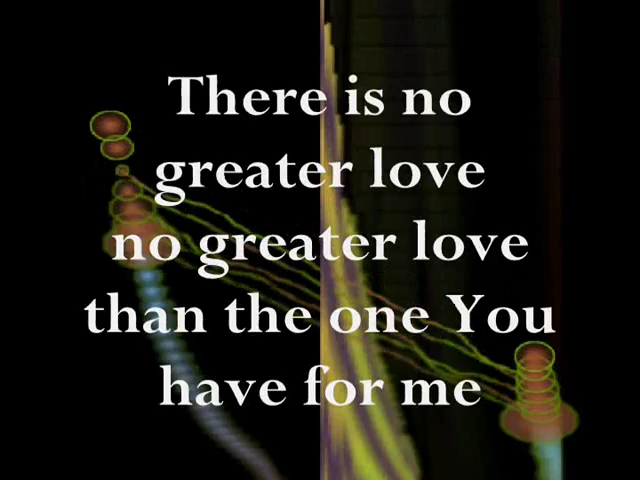 There is no
greater love
no greater love
than the one You
have for me